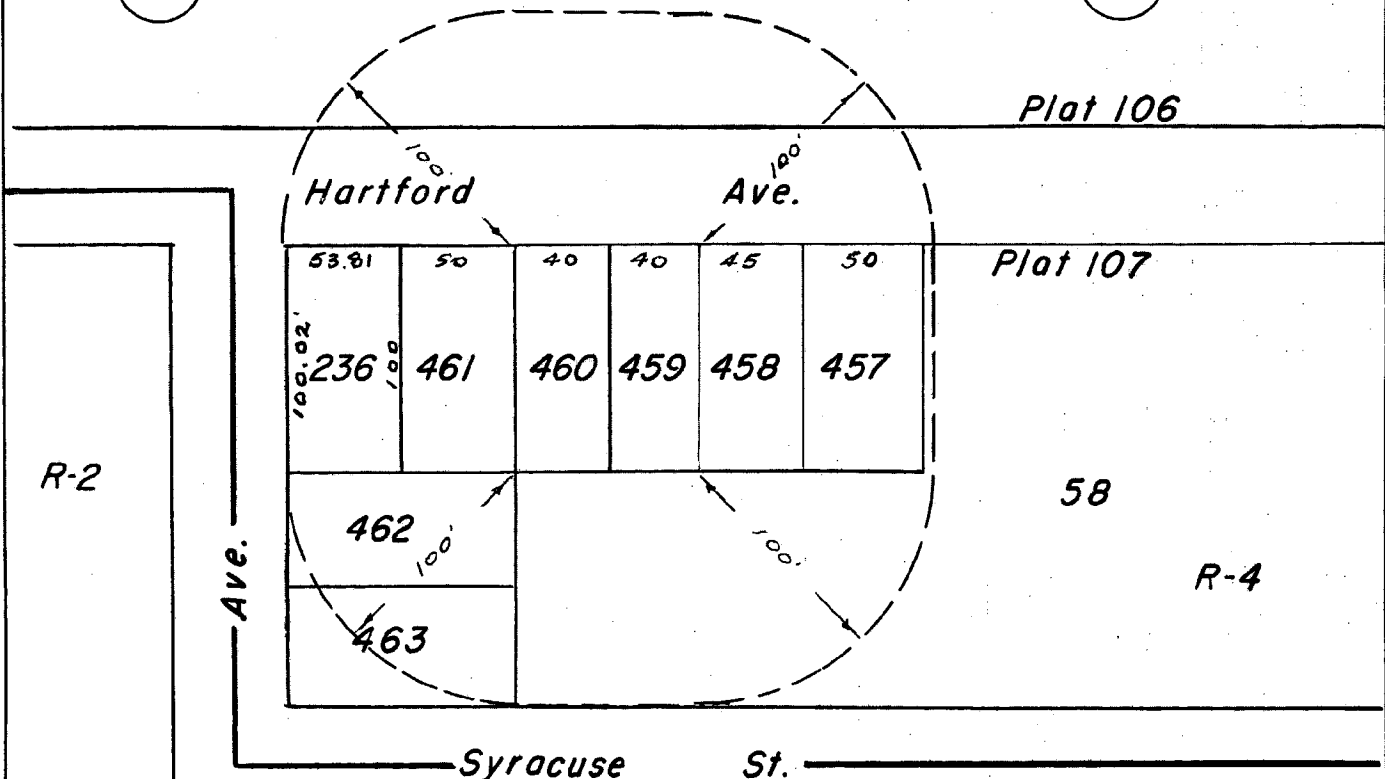 Plat 106
100'
100'
Hartford Ave.
53.81 50 40 40 45 50 Plat 107
100.02'
100
236 461 460 459 458 457
R-2
58
462
100'
100'
R-4
Ave.
463
Syracuse St.